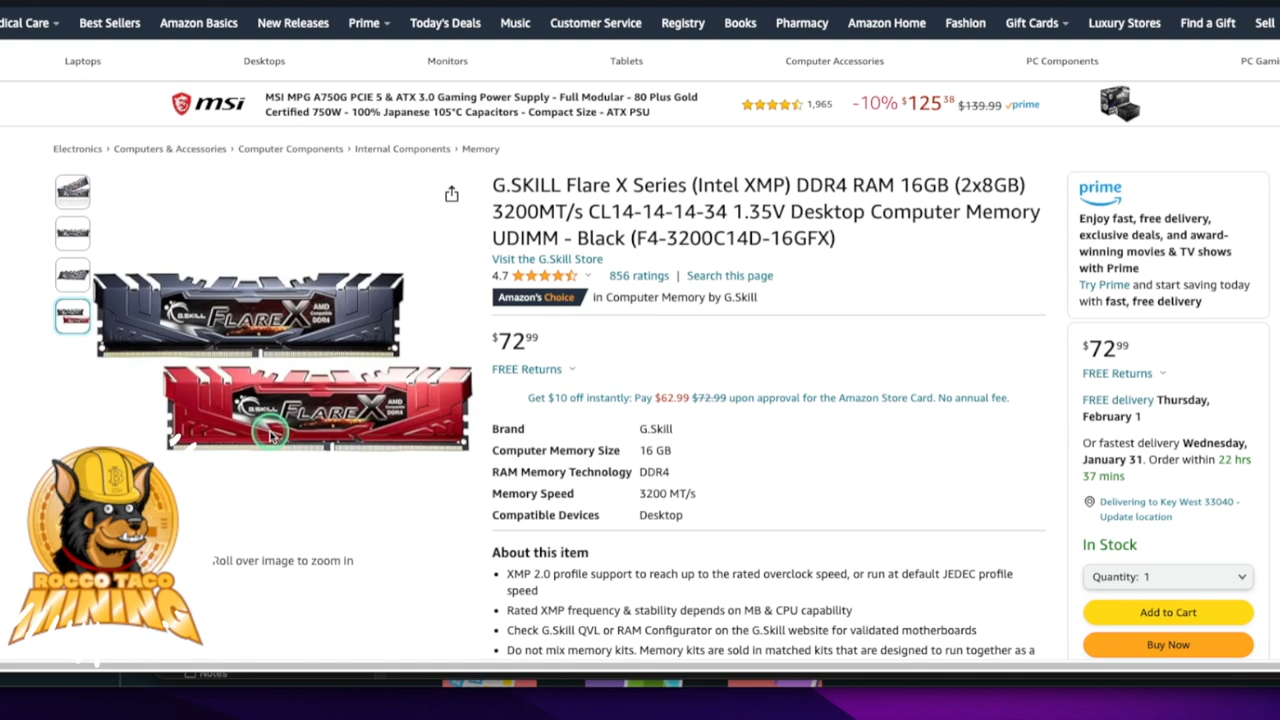 dical Care Best Sellers Amazon Basics New Releases Prime Today's Deals Music Customer Service Registry Books Pharmacy Amazon Home Fashion Gift Cards Luxury Stores Find a Gift Sell
Laptops Desktops Monitors Tablets Computer Accessories PC Components PC Gami
msi
MSI MPG A750G PCIE 5 & ATX 3.0 Gaming Power Supply - Full Modular - 80 Plus Gold
Certified 750W - 100% Japanese 105°C Capacitors - Compact Size - ATX PSU
1,965 -10% $125 38 $139.99 prime
Electronics › Computers & Accessories › Computer Components › Internal Components › Memory
G.SKILL Flare X Series (Intel XMP) DDR4 RAM 16GB (2x8GB)
3200MT/s CL14-14-14-34 1.35V Desktop Computer Memory
UDIMM - Black (F4-3200C14D-16GFX)
Visit the G.Skill Store
4.7 856 ratings | Search this page
Amazon's Choice in Computer Memory by G.Skill
$72 99
FREE Returns
Get $10 off instantly: Pay $62.99 $72.99 upon approval for the Amazon Store Card. No annual fee.
Brand G.Skill
Computer Memory Size 16 GB
RAM Memory Technology DDR4
Memory Speed 3200 MT/s
Compatible Devices Desktop
About this item
• XMP 2.0 profile support to reach up to the rated overclock speed, or run at default JEDEC profile
speed
• Rated XMP frequency & stability depends on MB & CPU capability
• Check G.SKILL QVL or RAM Configurator on the G.Skill website for validated motherboards
• Do not mix memory kits. Memory kits are sold in matched kits that are designed to run together as a
G.SKILL FLAREX AMD
Compatible
DDR4
G.SKILL FLAREX AMD
Compatible
DDR4
Roll over image to zoom in
ROCCO TACO
MINING
prime
Enjoy fast, free delivery,
exclusive deals, and award-
winning movies & TV shows
with Prime
Try Prime and start saving today
with fast, free delivery
$72 99
FREE Returns
FREE delivery Thursday,
February 1
Or fastest delivery Wednesday,
January 31. Order within 22 hrs
37 mins
Delivering to Key West 33040 -
Update location
In Stock
Quantity: 1
Add to Cart
Buy Now
Notes